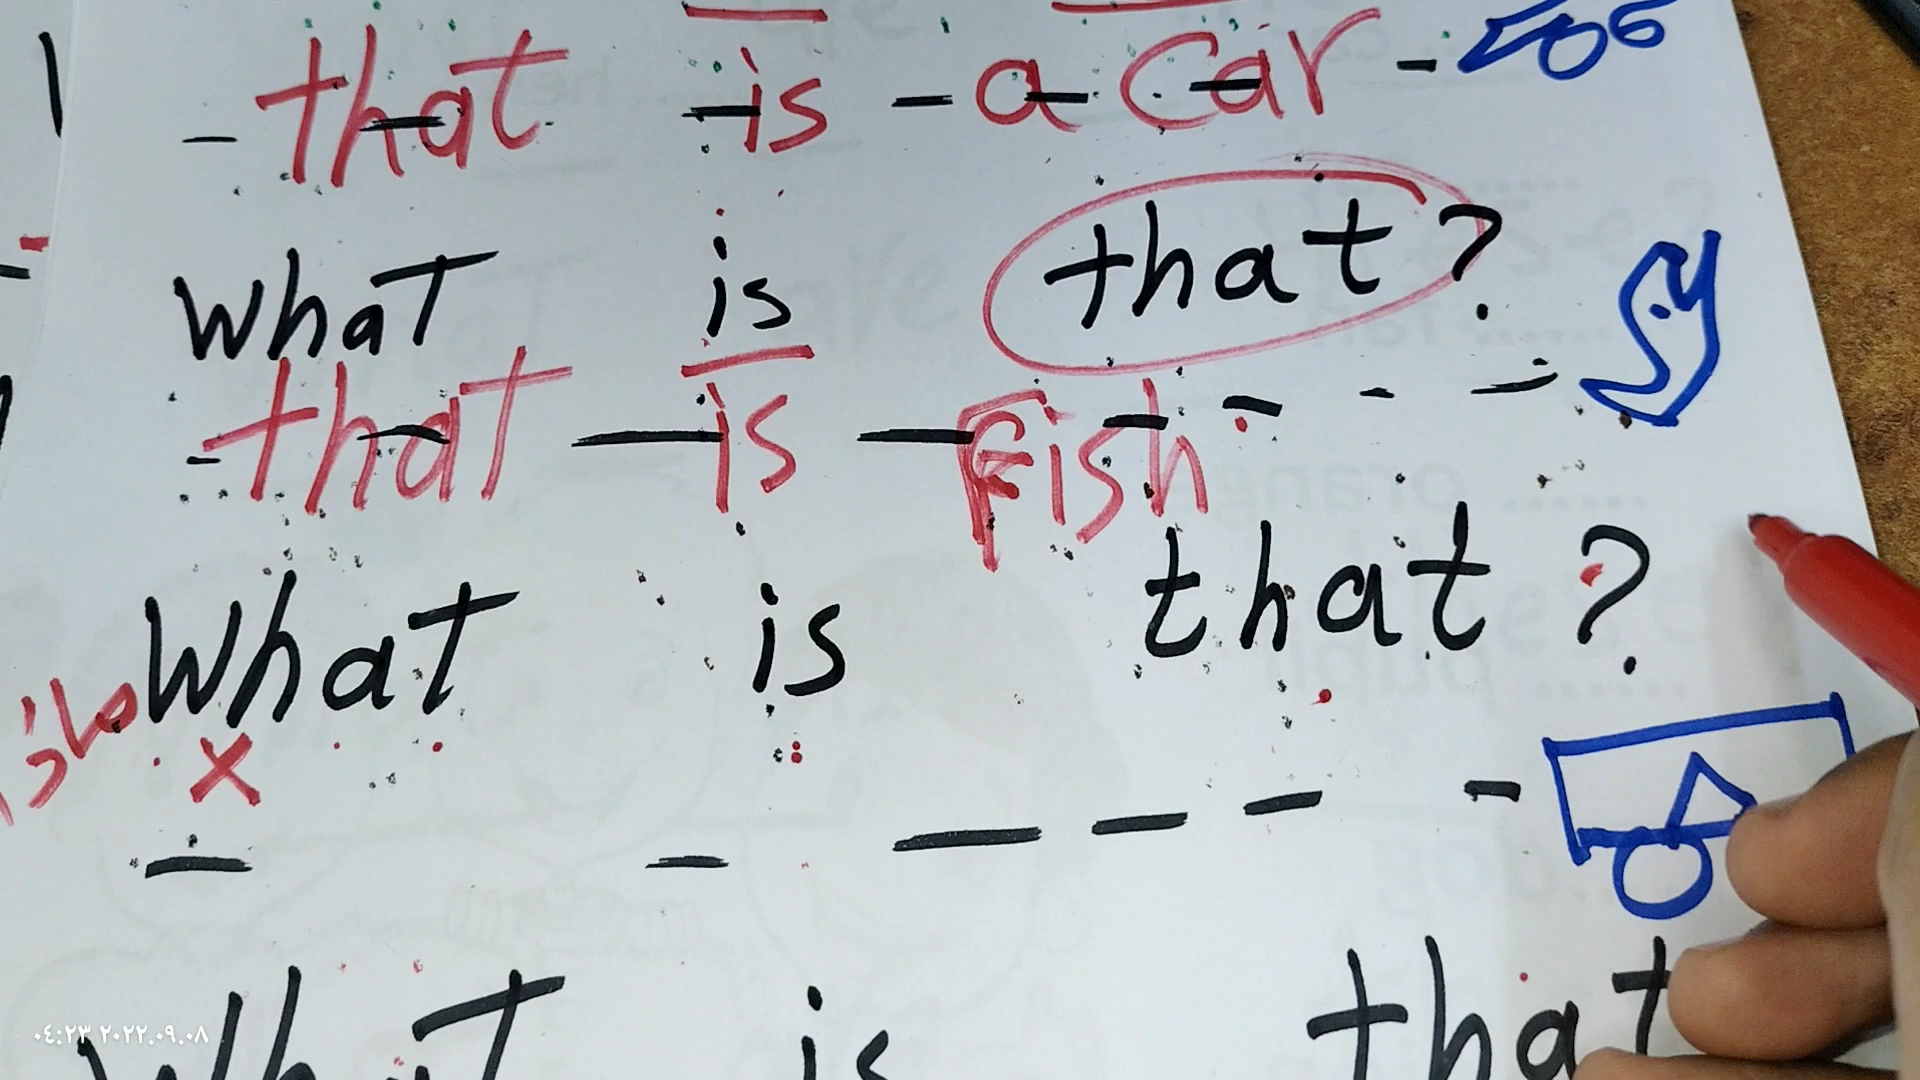 that is a car
what is that?
that is fish
What is that?
x
What is that
٠٤:٢٣ ٢٠٢٢.٠٩.٠٨